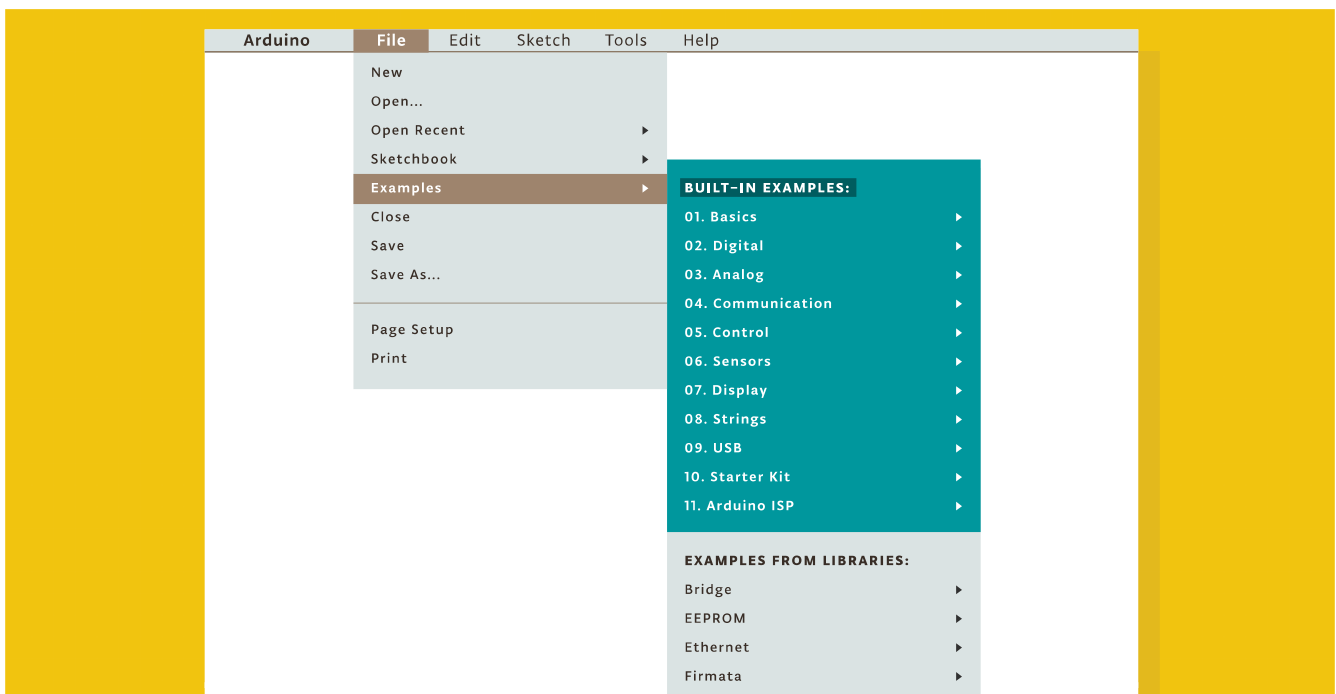 Arduino File Edit Sketch Tools Help
New
Open...
Open Recent
Sketchbook
Examples
Close
Save
Save As...
Page Setup
Print
BUILT-IN EXAMPLES:
01. Basics
02. Digital
03. Analog
04. Communication
05. Control
06. Sensors
07. Display
08. Strings
09. USB
10. Starter Kit
11. Arduino ISP
EXAMPLES FROM LIBRARIES:
Bridge
EEPROM
Ethernet
Firmata